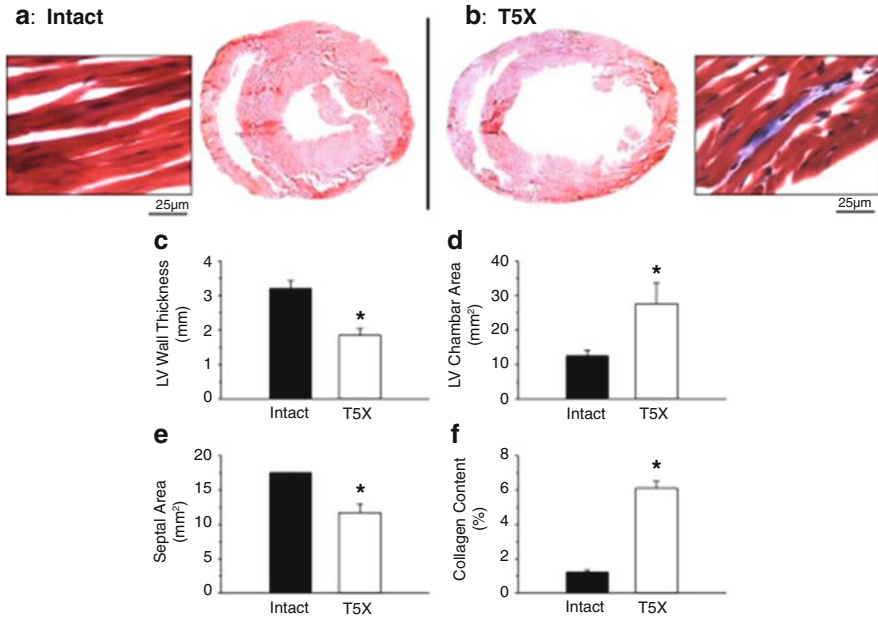 a: Intact
b: T5X
25µm
25µm
c
LV Wall Thickness
(mm)
4
3
2
1
0
*
Intact
T5X
d
LV Chambar Area
(mm²)
40
30
20
10
0
*
Intact
T5X
e
Septal Area
(mm²)
20
15
10
5
0
*
Intact
T5X
f
Collagen Content
(%)
8
6
4
2
0
*
Intact
T5X